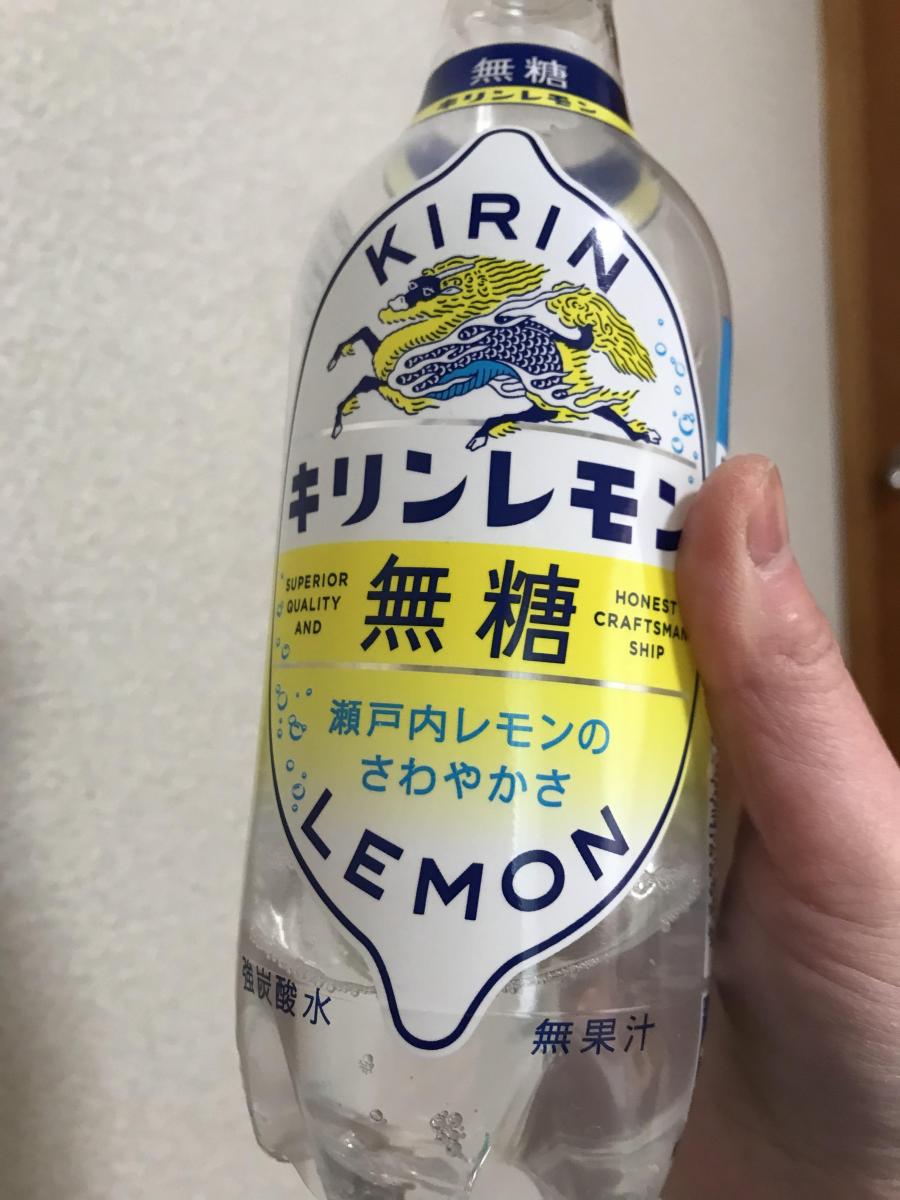 無糖
キリンレモン
KIRIN
キリンレモン
SUPERIOR
QUALITY
AND
無糖
HONEST
CRAFTSMAN
SHIP
瀬戸内レモンの
さわやかさ
LEMON
強炭酸水
無果汁